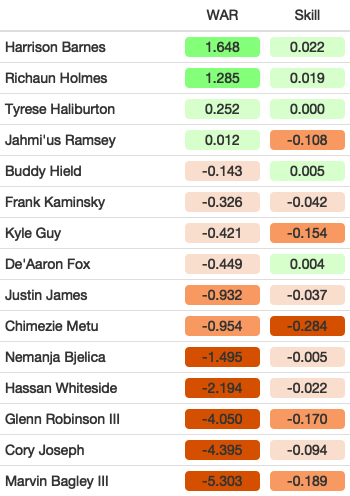 WAR Skill
Harrison Barnes 1.648 0.022
Richaun Holmes 1.285 0.019
Tyrese Haliburton 0.252 0.000
Jahmi'us Ramsey 0.012 -0.108
Buddy Hield -0.143 0.005
Frank Kaminsky -0.326 -0.042
Kyle Guy -0.421 -0.154
De'Aaron Fox -0.449 0.004
Justin James -0.932 -0.037
Chimezie Metu -0.954 -0.284
Nemanja Bjelica -1.495 -0.005
Hassan Whiteside -2.194 -0.022
Glenn Robinson III -4.050 -0.170
Cory Joseph -4.395 -0.094
Marvin Bagley III -5.303 -0.189